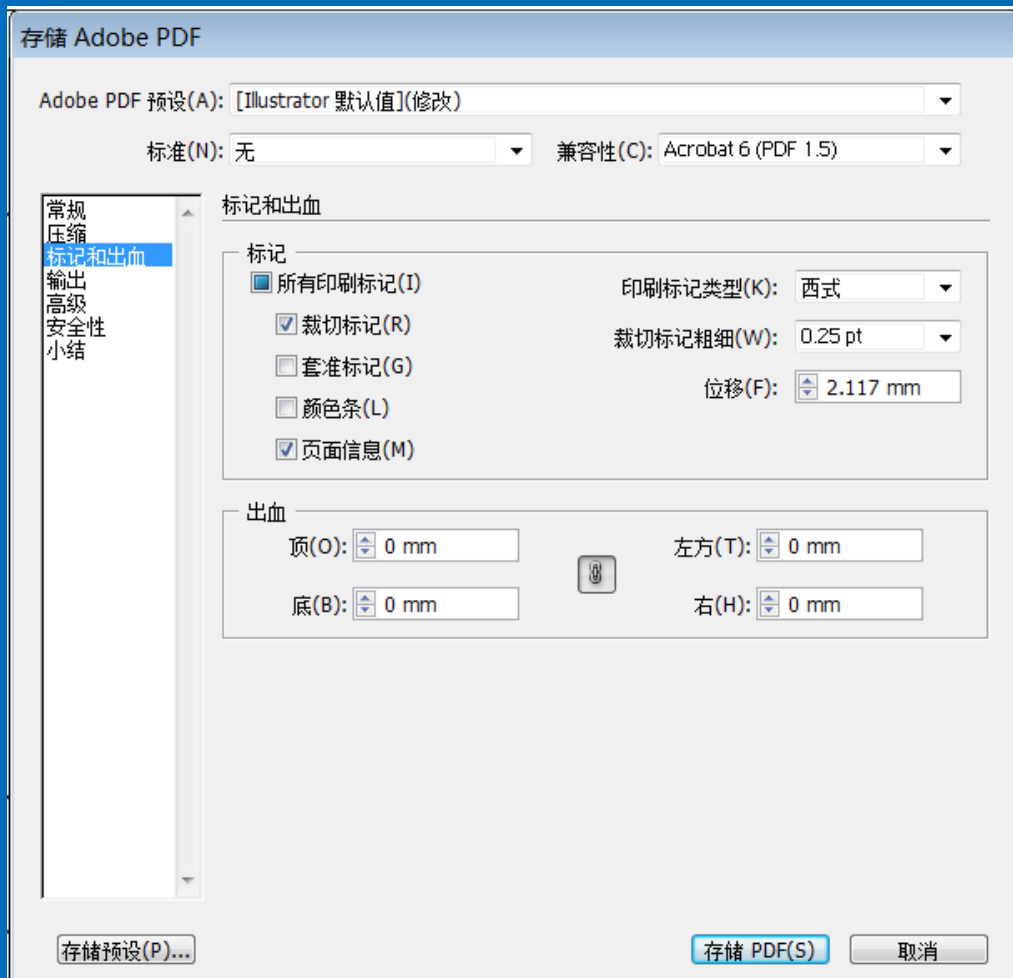 存储 Adobe PDF
Adobe PDF 预设(A): [Illustrator 默认值](修改)
标准(N): 无 兼容性(C): Acrobat 6 (PDF 1.5)
常规
压缩
标记和出血
输出
高级
安全性
小结
标记和出血
标记
所有印刷标记(I)
裁切标记(R)
套准标记(G)
颜色条(L)
页面信息(M)
印刷标记类型(K): 西式
裁切标记粗细(W): 0.25 pt
位移(F): 2.117 mm
出血
顶(O): 0 mm 左方(T): 0 mm
底(B): 0 mm 右(H): 0 mm
存储预设(P)... 存储 PDF(S) 取消